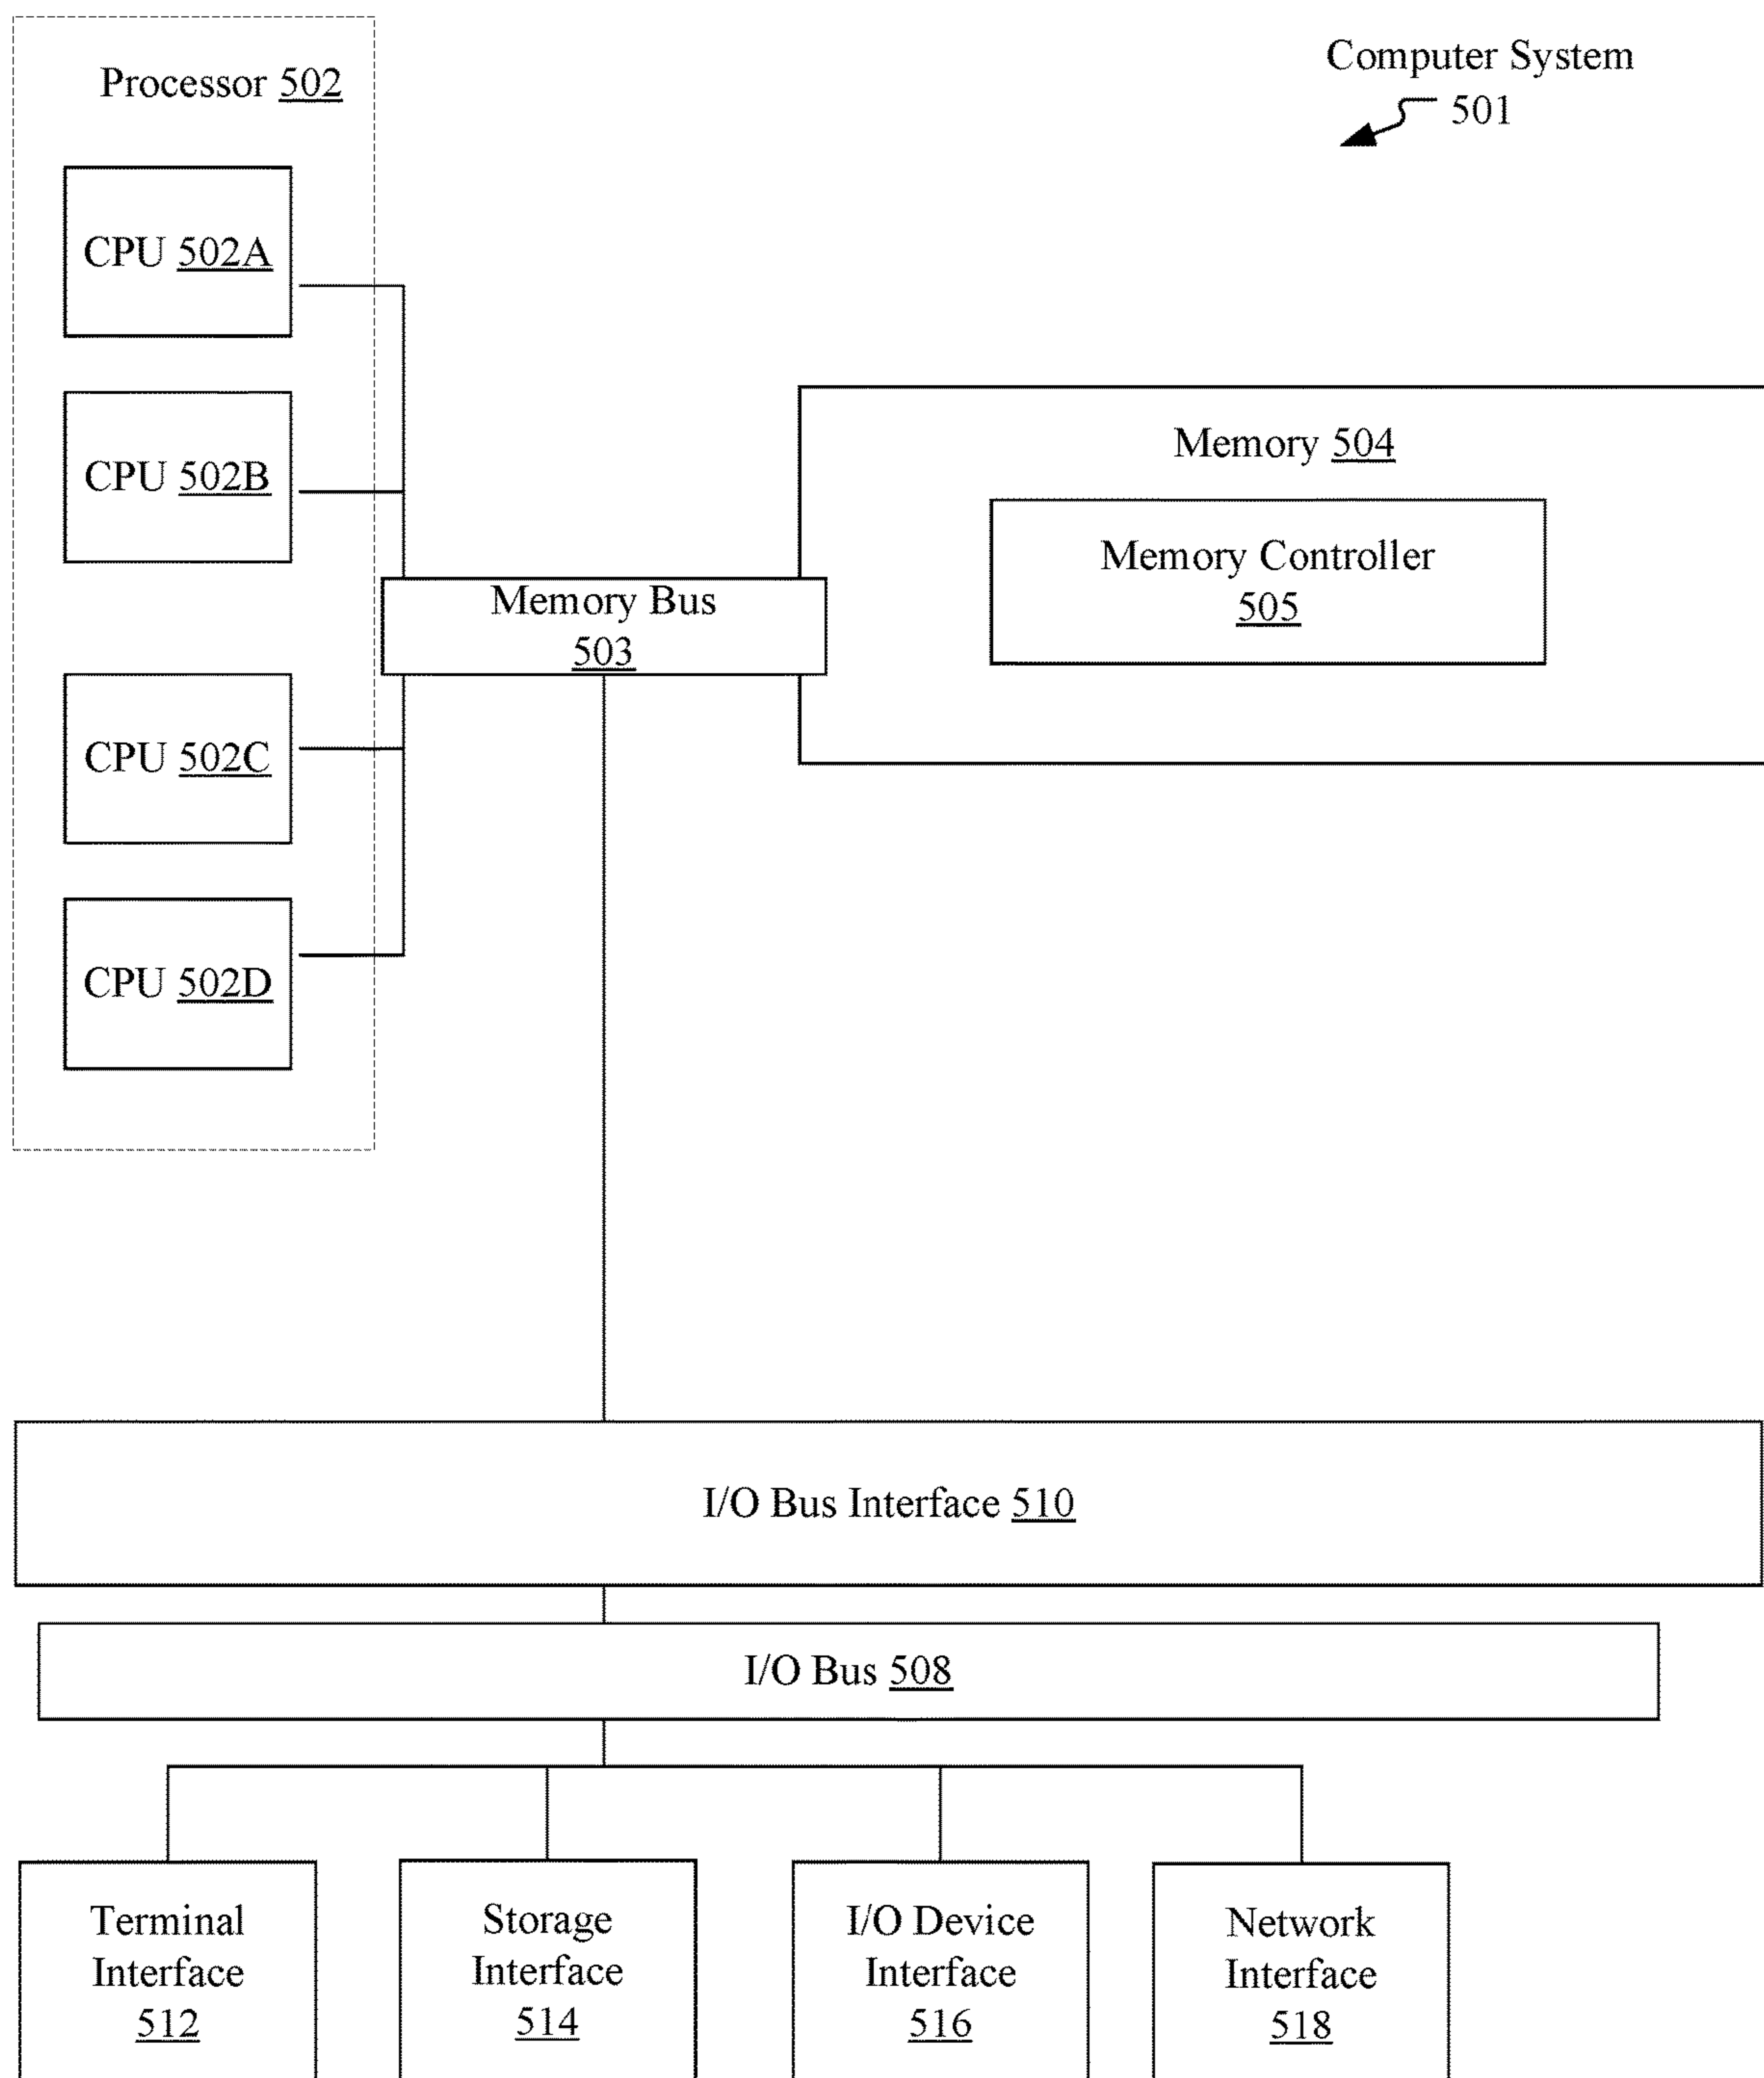 Processor 502
Computer System
501
CPU 502A
CPU 502B
Memory 504
Memory Controller
505
Memory Bus
503
CPU 502C
CPU 502D
I/O Bus Interface 510
I/O Bus 508
Terminal
Interface
512
Storage
Interface
514
I/O Device
Interface
516
Network
Interface
518